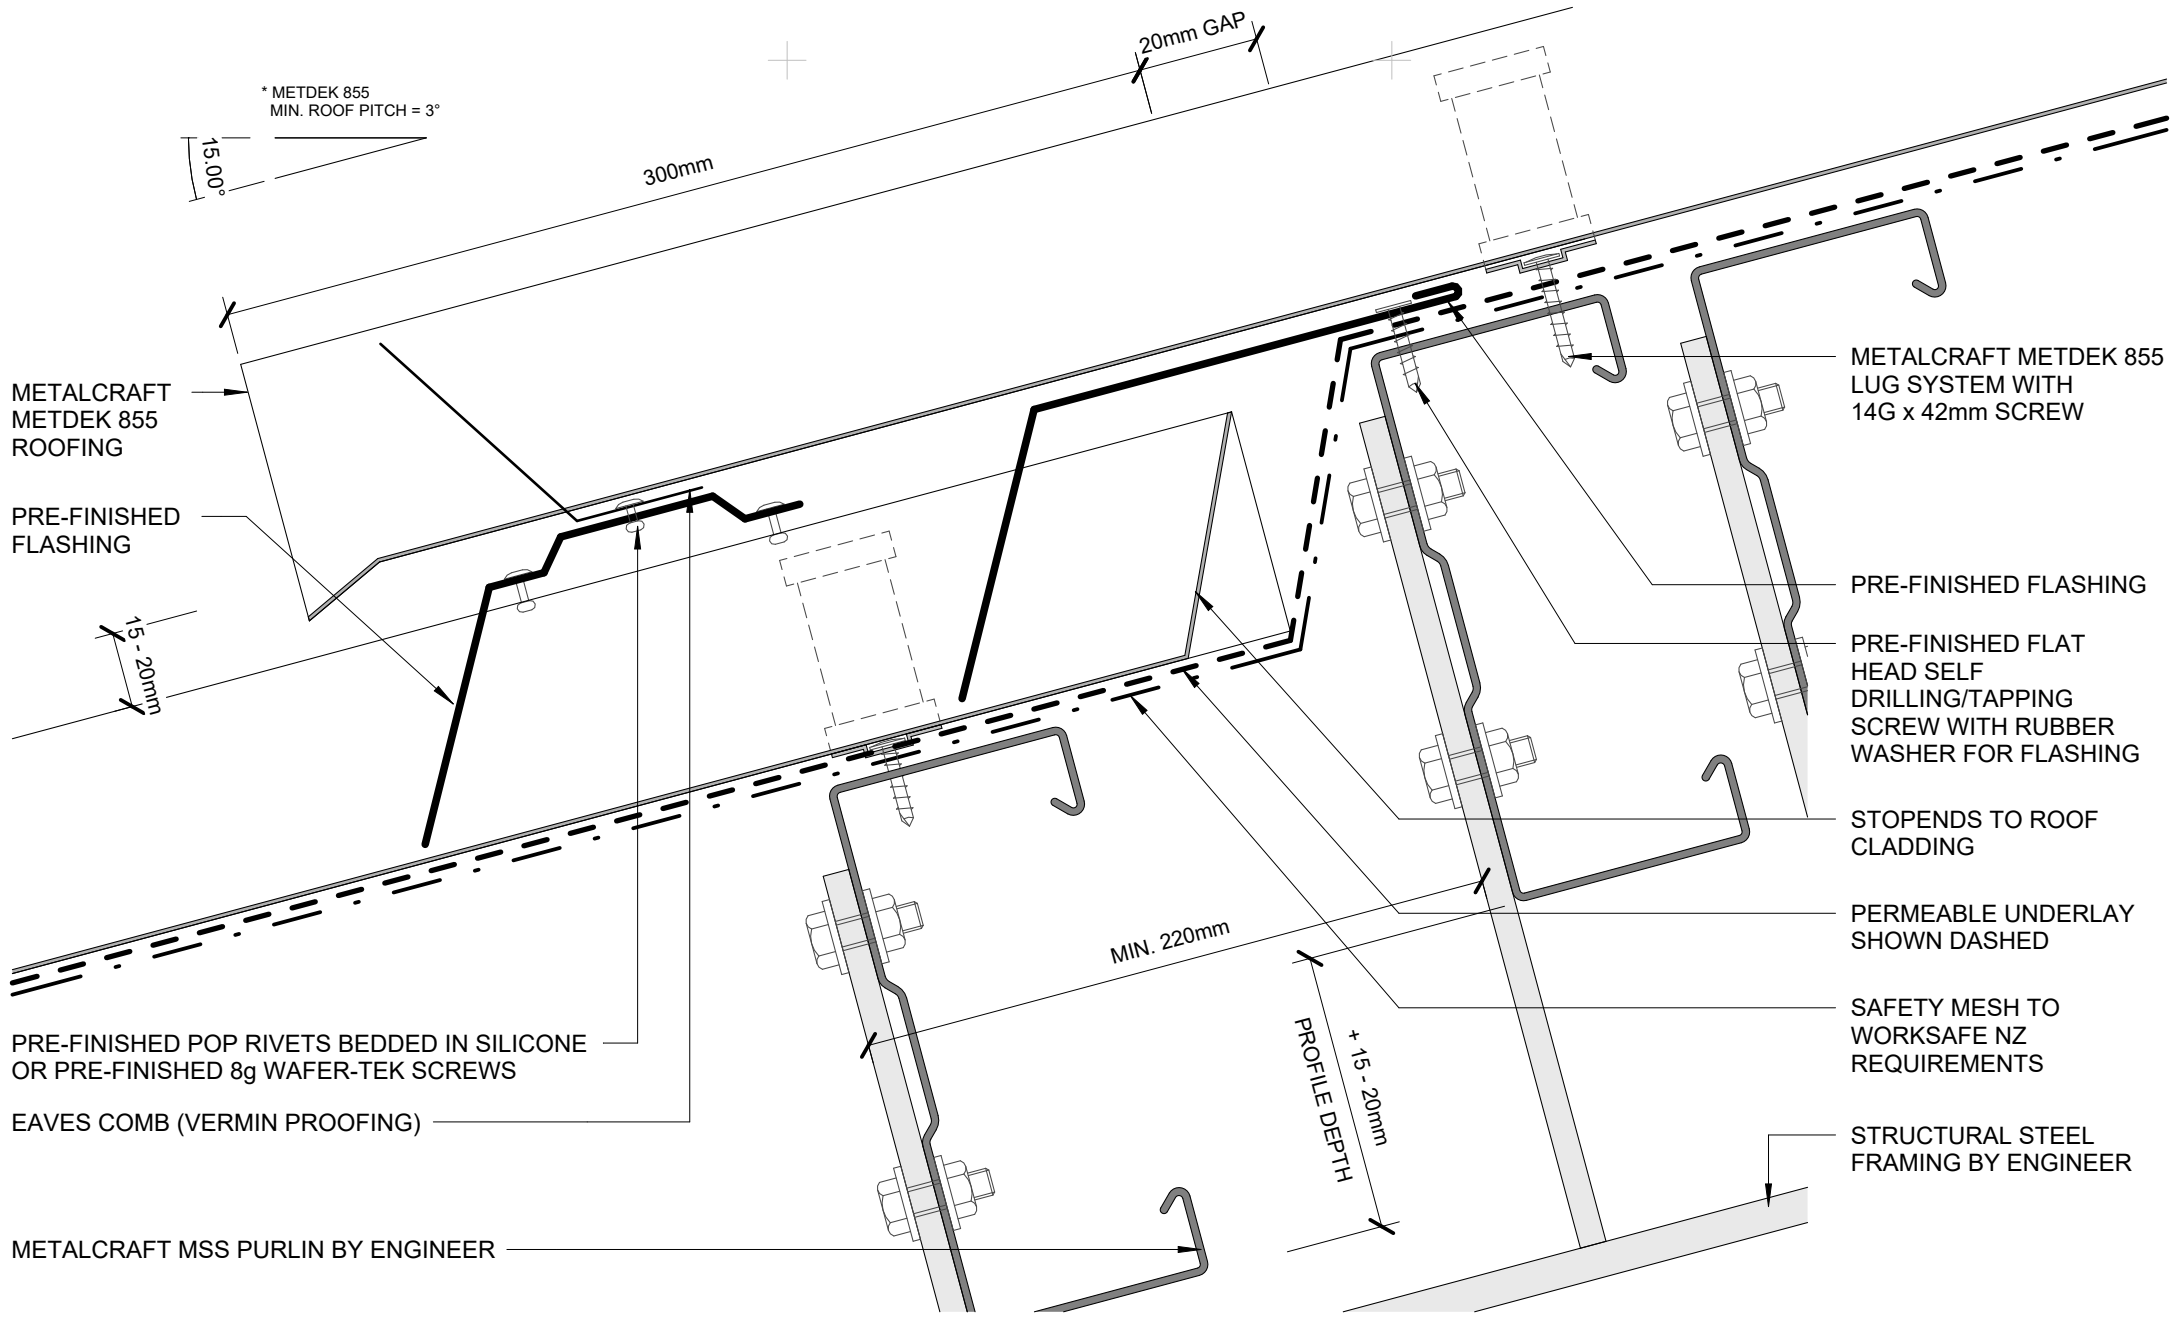 20mm GAP
* METDEK 855
MIN. ROOF PITCH = 3°
15.00°
300mm
METALCRAFT
METDEK 855
ROOFING
PRE-FINISHED
FLASHING
15 - 20mm
METALCRAFT METDEK 855
LUG SYSTEM WITH
14G x 42mm SCREW
PRE-FINISHED FLASHING
PRE-FINISHED FLAT
HEAD SELF
DRILLING/TAPPING
SCREW WITH RUBBER
WASHER FOR FLASHING
STOPENDS TO ROOF
CLADDING
PERMEABLE UNDERLAY
SHOWN DASHED
MIN. 220mm
SAFETY MESH TO
WORKSAFE NZ
REQUIREMENTS
PROFILE DEPTH
+ 15 - 20mm
PRE-FINISHED POP RIVETS BEDDED IN SILICONE
OR PRE-FINISHED 8g WAFER-TEK SCREWS
EAVES COMB (VERMIN PROOFING)
STRUCTURAL STEEL
FRAMING BY ENGINEER
METALCRAFT MSS PURLIN BY ENGINEER